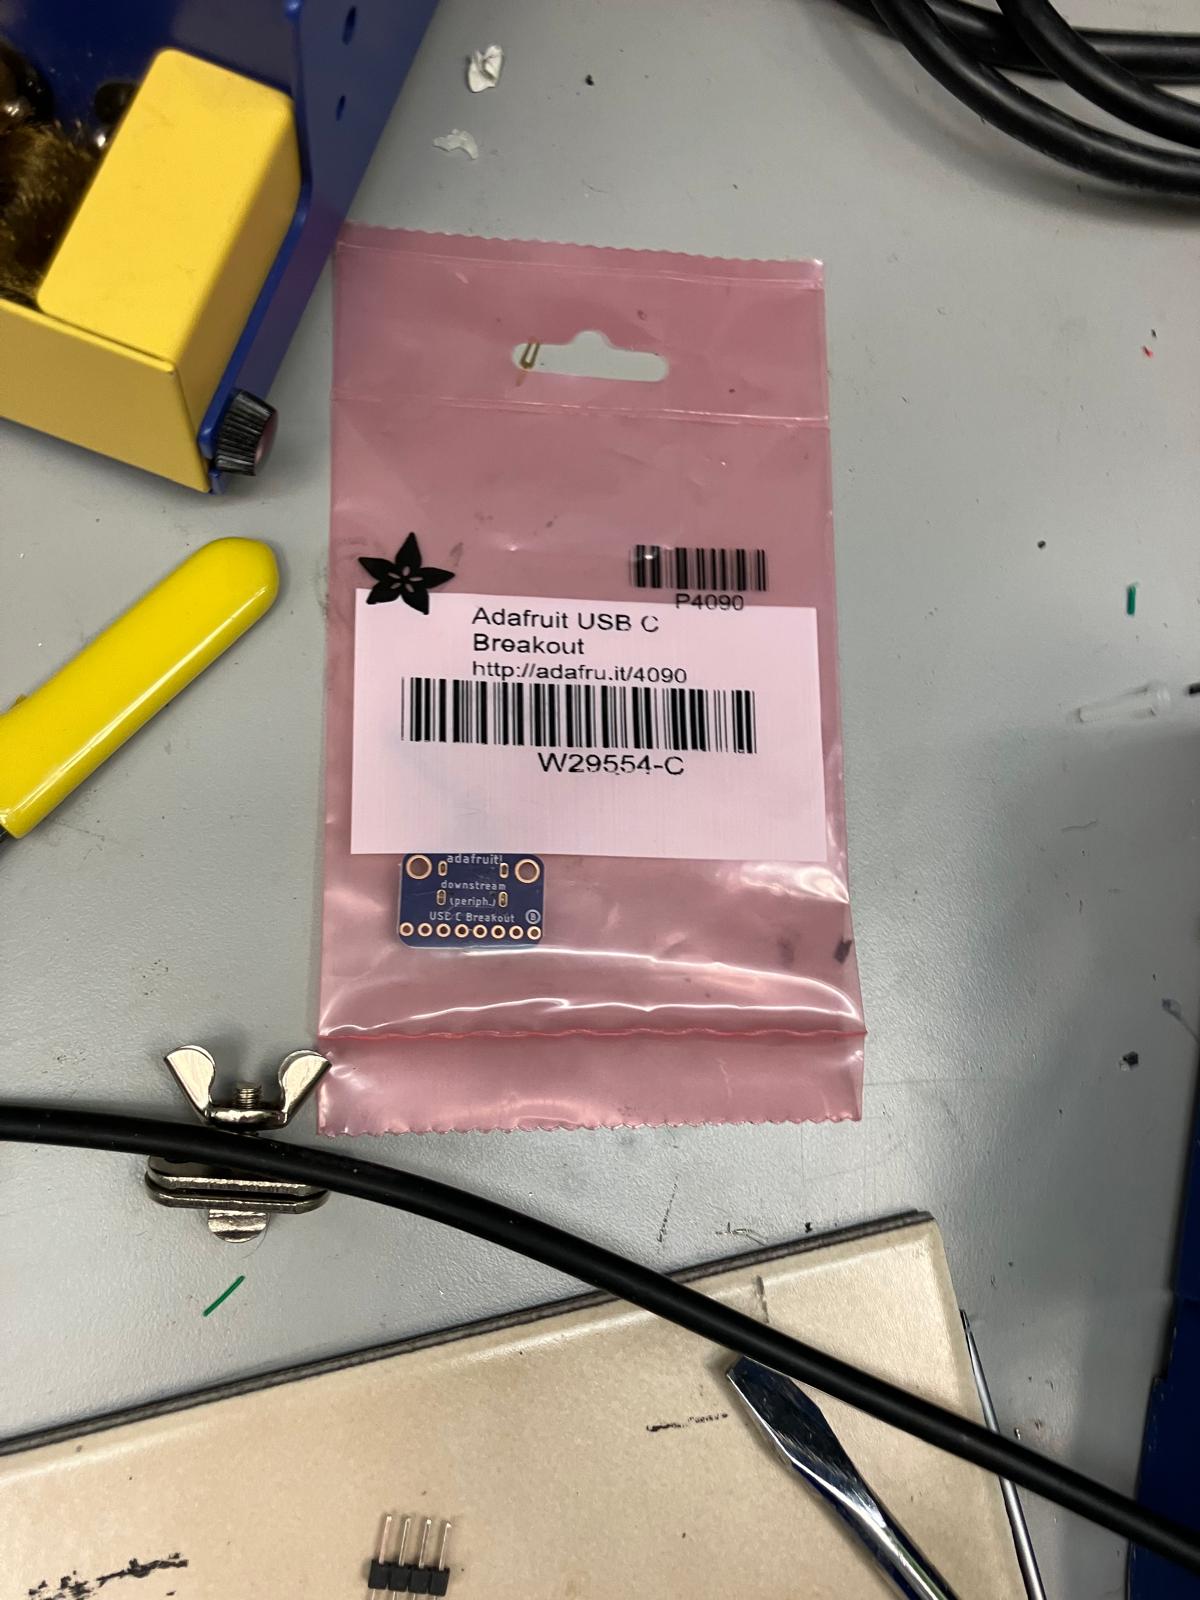 P4090
Adafruit USB C
Breakout
http://adafru.it/4090
W29554-C
adafruit!
downstream
(periph.)
USB C Breakout B